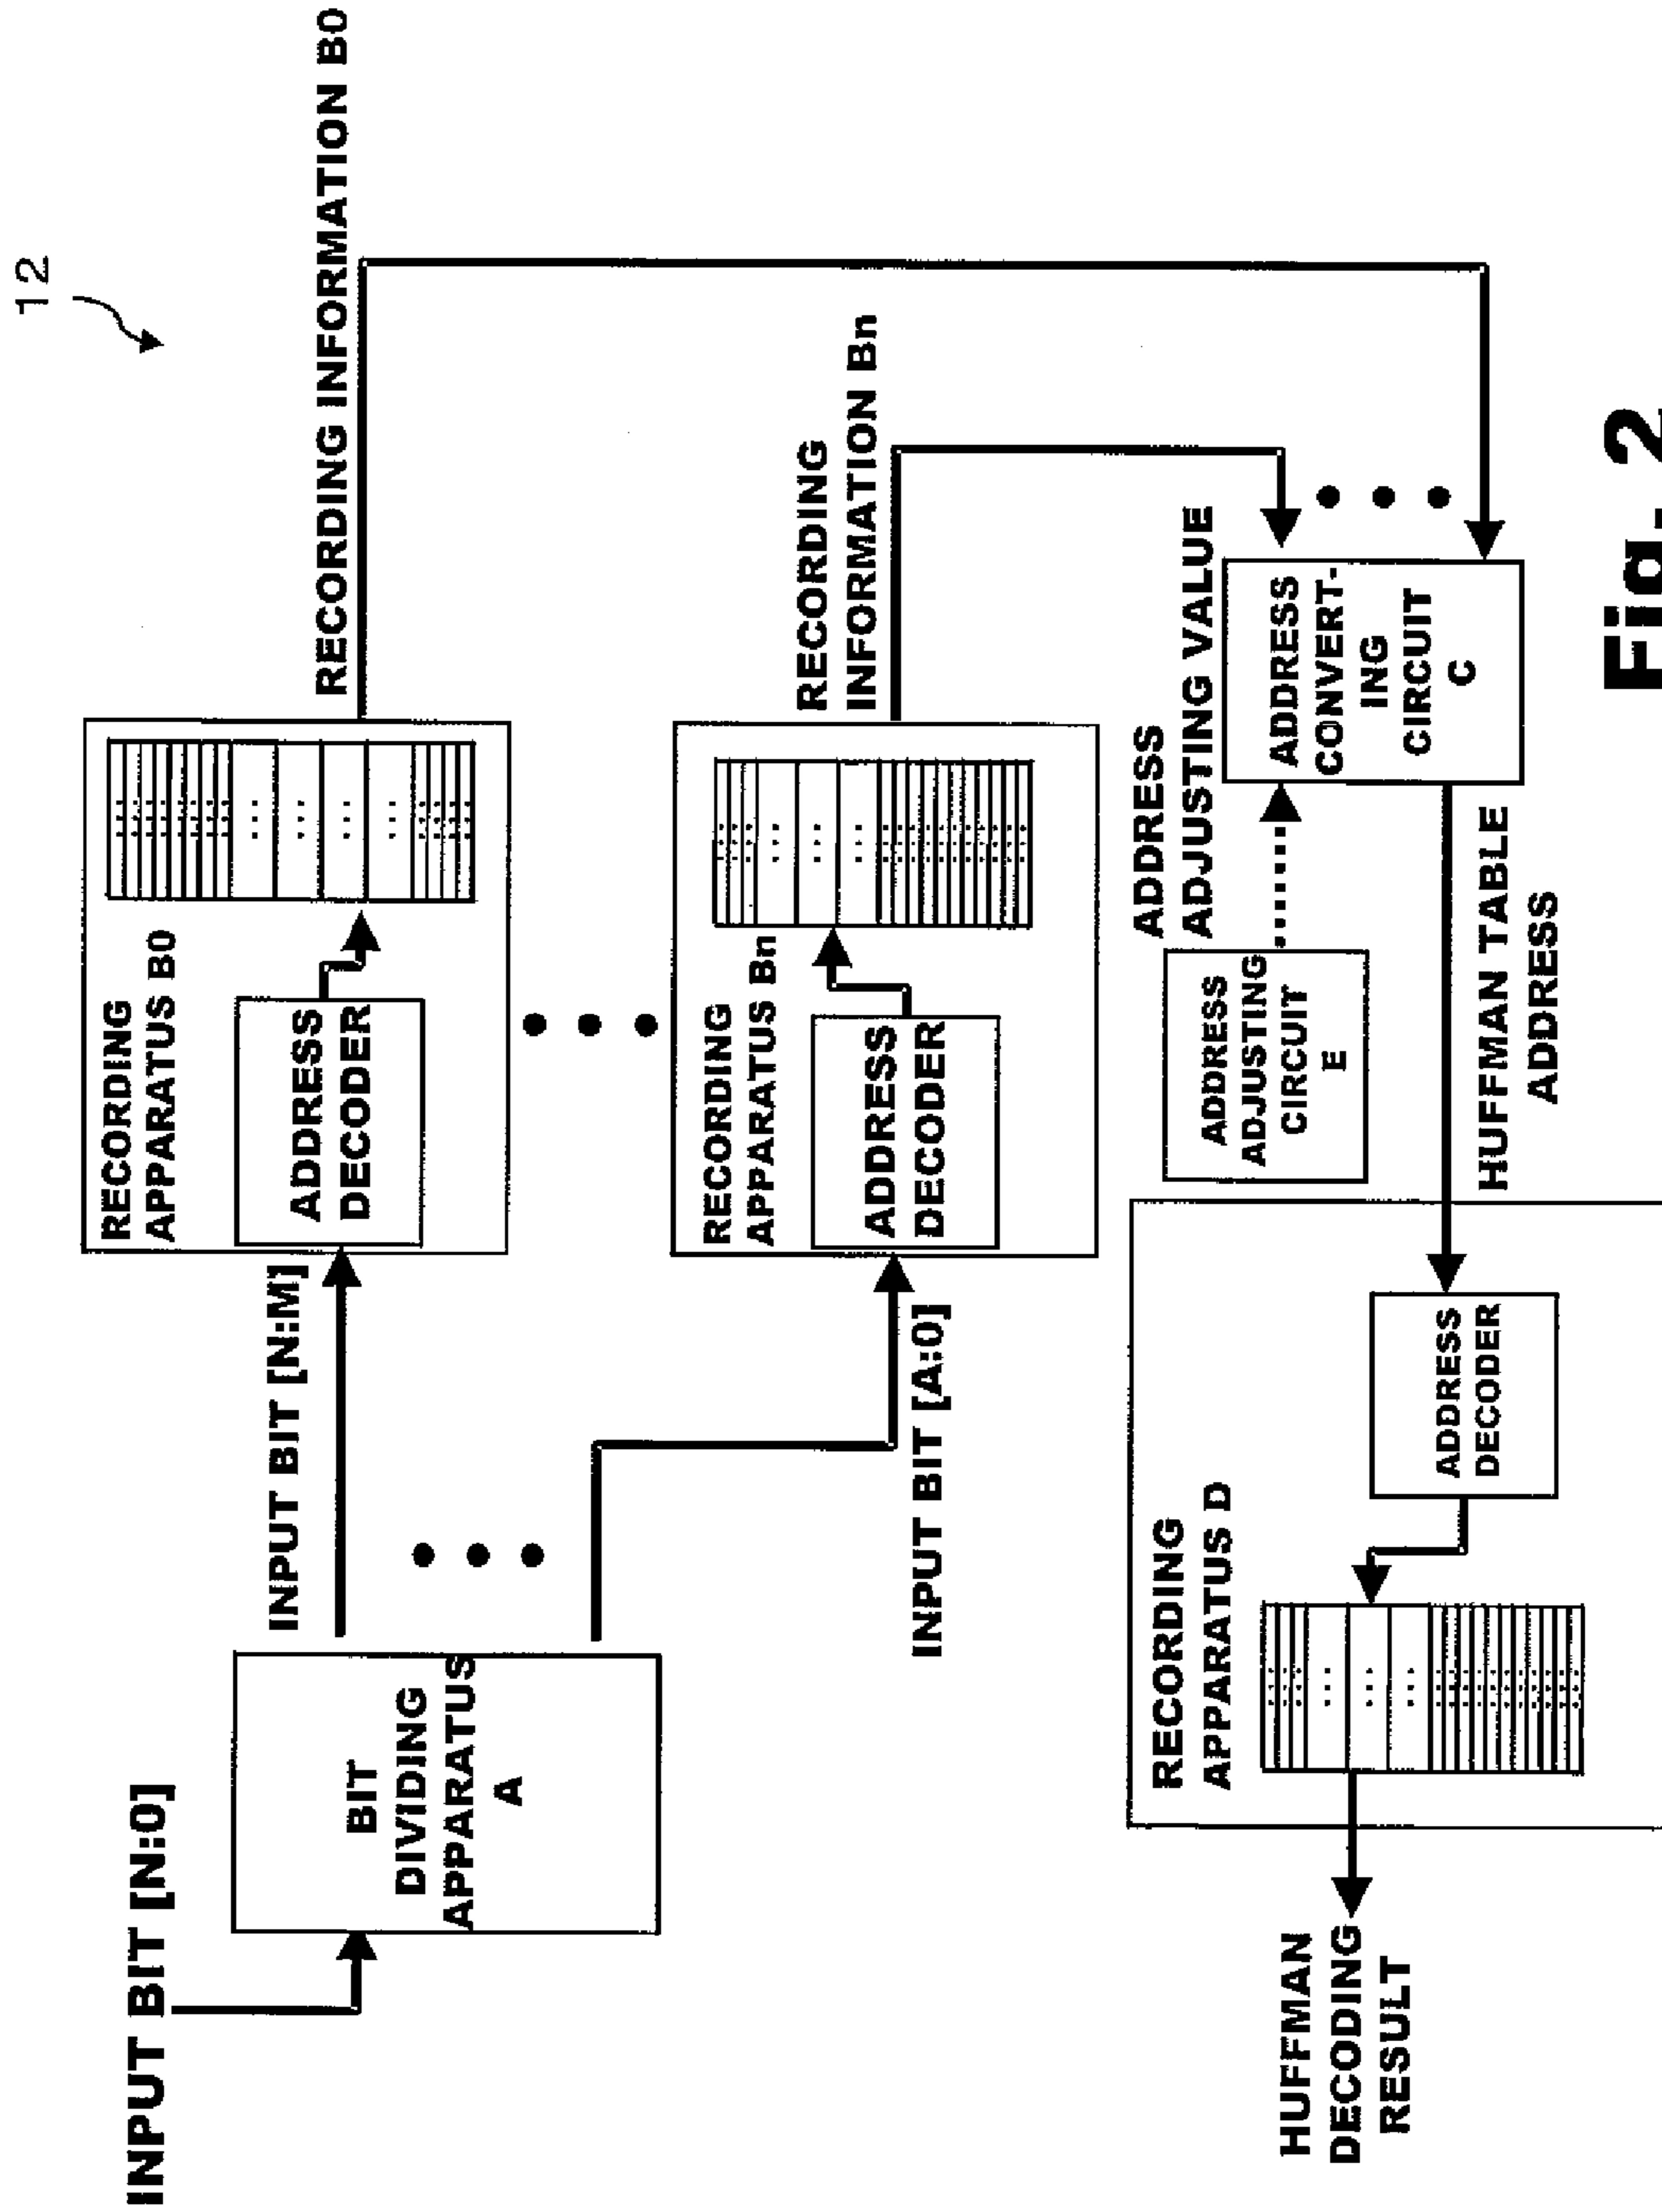 12
INPUT BIT [N:0]
BIT
DIVIDING
APPARATUS
A
INPUT BIT [N:M]
RECORDING
APPARATUS B0
ADDRESS
DECODER
RECORDING INFORMATION B0
INPUT BIT [A:0]
RECORDING
APPARATUS Bn
ADDRESS
DECODER
RECORDING
INFORMATION Bn
ADDRESS
ADJUSTING VALUE
ADDRESS
ADJUSTING
CIRCUIT
E
ADDRESS
CONVERT-
ING
CIRCUIT
C
HUFFMAN TABLE
ADDRESS
RECORDING
APPARATUS D
ADDRESS
DECODER
HUFFMAN
DECODING
RESULT
Fig. 2